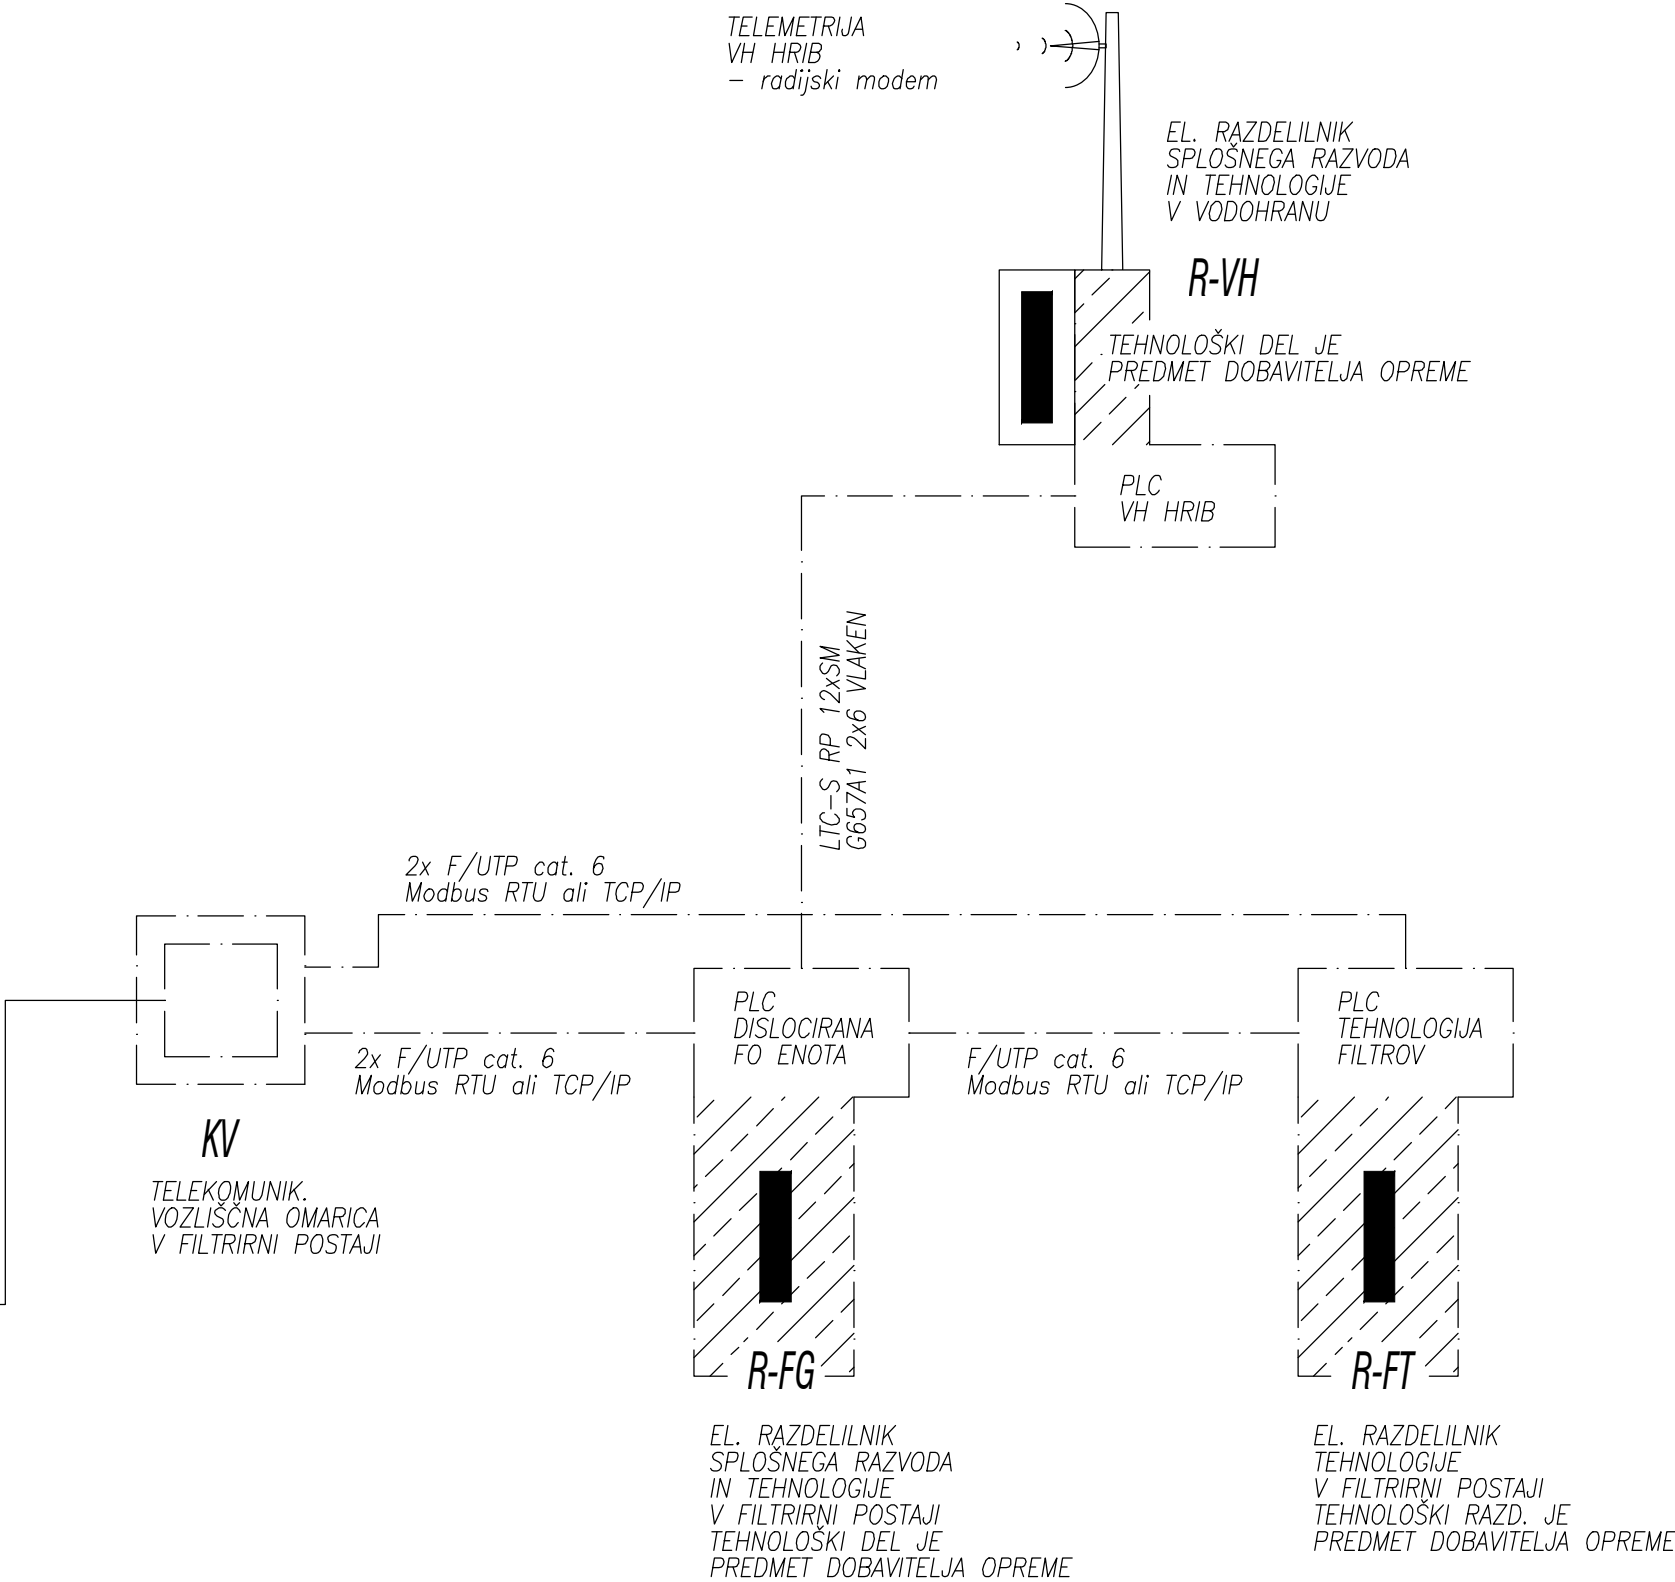 TELEMETRIJA
VH HRIB
– radijski modem
EL. RAZDELILNIK
SPLOŠNEGA RAZVODA
IN TEHNOLOGIJE
V VODOHRANU
R-VH
TEHNOLOŠKI DEL JE
PREDMET DOBAVITELJA OPREME
PLC
VH HRIB
LTC-S RP 12xSM
G657A1 2x6 VLAKEN
2x F/UTP cat. 6
Modbus RTU ali TCP/IP
2x F/UTP cat. 6
Modbus RTU ali TCP/IP
PLC
DISLOCIRANA
FO ENOTA
F/UTP cat. 6
Modbus RTU ali TCP/IP
PLC
TEHNOLOGIJA
FILTROV
KV
TELEKOMUNIK.
VOZLIŠČNA OMARICA
V FILTRIRNI POSTAJI
R-FG
EL. RAZDELILNIK
SPLOŠNEGA RAZVODA
IN TEHNOLOGIJE
V FILTRIRNI POSTAJI
TEHNOLOŠKI DEL JE
PREDMET DOBAVITELJA OPREME
R-FT
EL. RAZDELILNIK
TEHNOLOGIJE
V FILTRIRNI POSTAJI
TEHNOLOŠKI RAZD. JE
PREDMET DOBAVITELJA OPREME